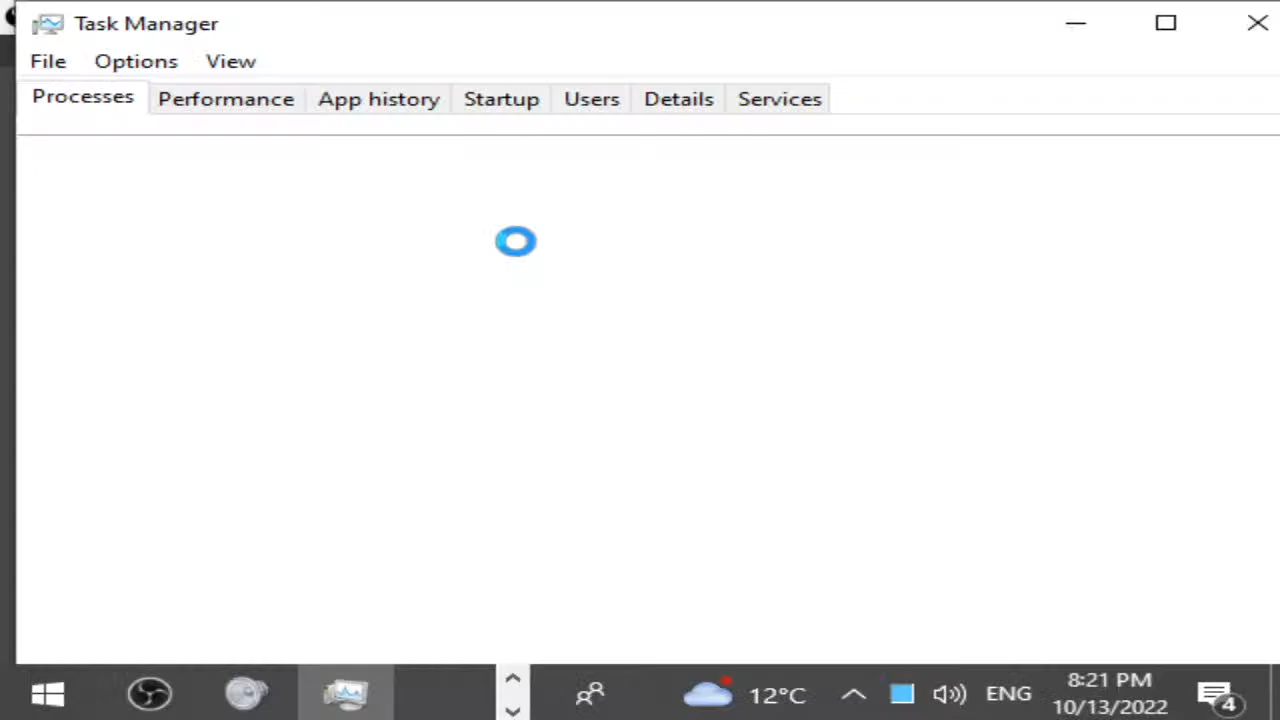 Task Manager
File Options View
Processes Performance App history Startup Users Details Services
12°C ENG 8:21 PM
10/13/2022
4